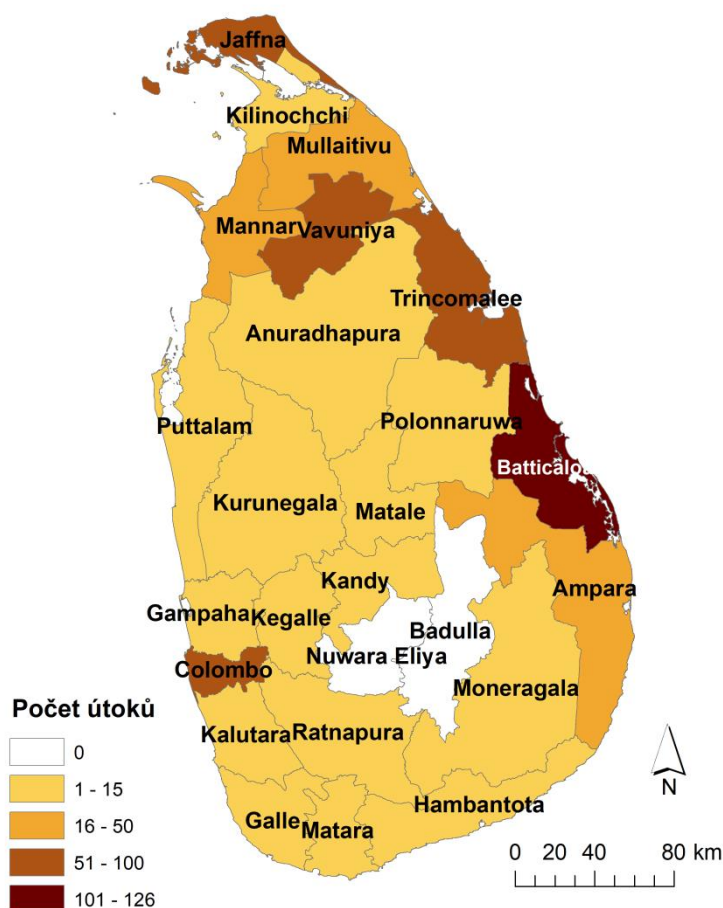 Jaffna
Kilinochchi
Mullaitivu
Mannar
Vavuniya
Trincomalee
Anuradhapura
Puttalam
Polonnaruwa
Batticaloa
Kurunegala
Matale
Kandy
Ampara
Gampaha
Kegalle
Badulla
Nuwara Eliya
Colombo
Moneragala
Kalutara
Ratnapura
Hambantota
Galle
Matara
Počet útoků
0
1 - 15
16 - 50
51 - 100
101 - 126
N
0 20 40 80 km